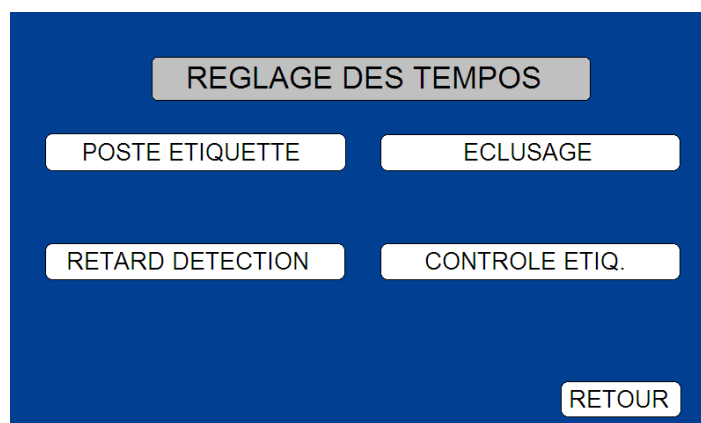 REGLAGE DES TEMPOS
POSTE ETIQUETTE
ECLUSAGE
RETARD DETECTION
CONTROLE ETIQ.
RETOUR